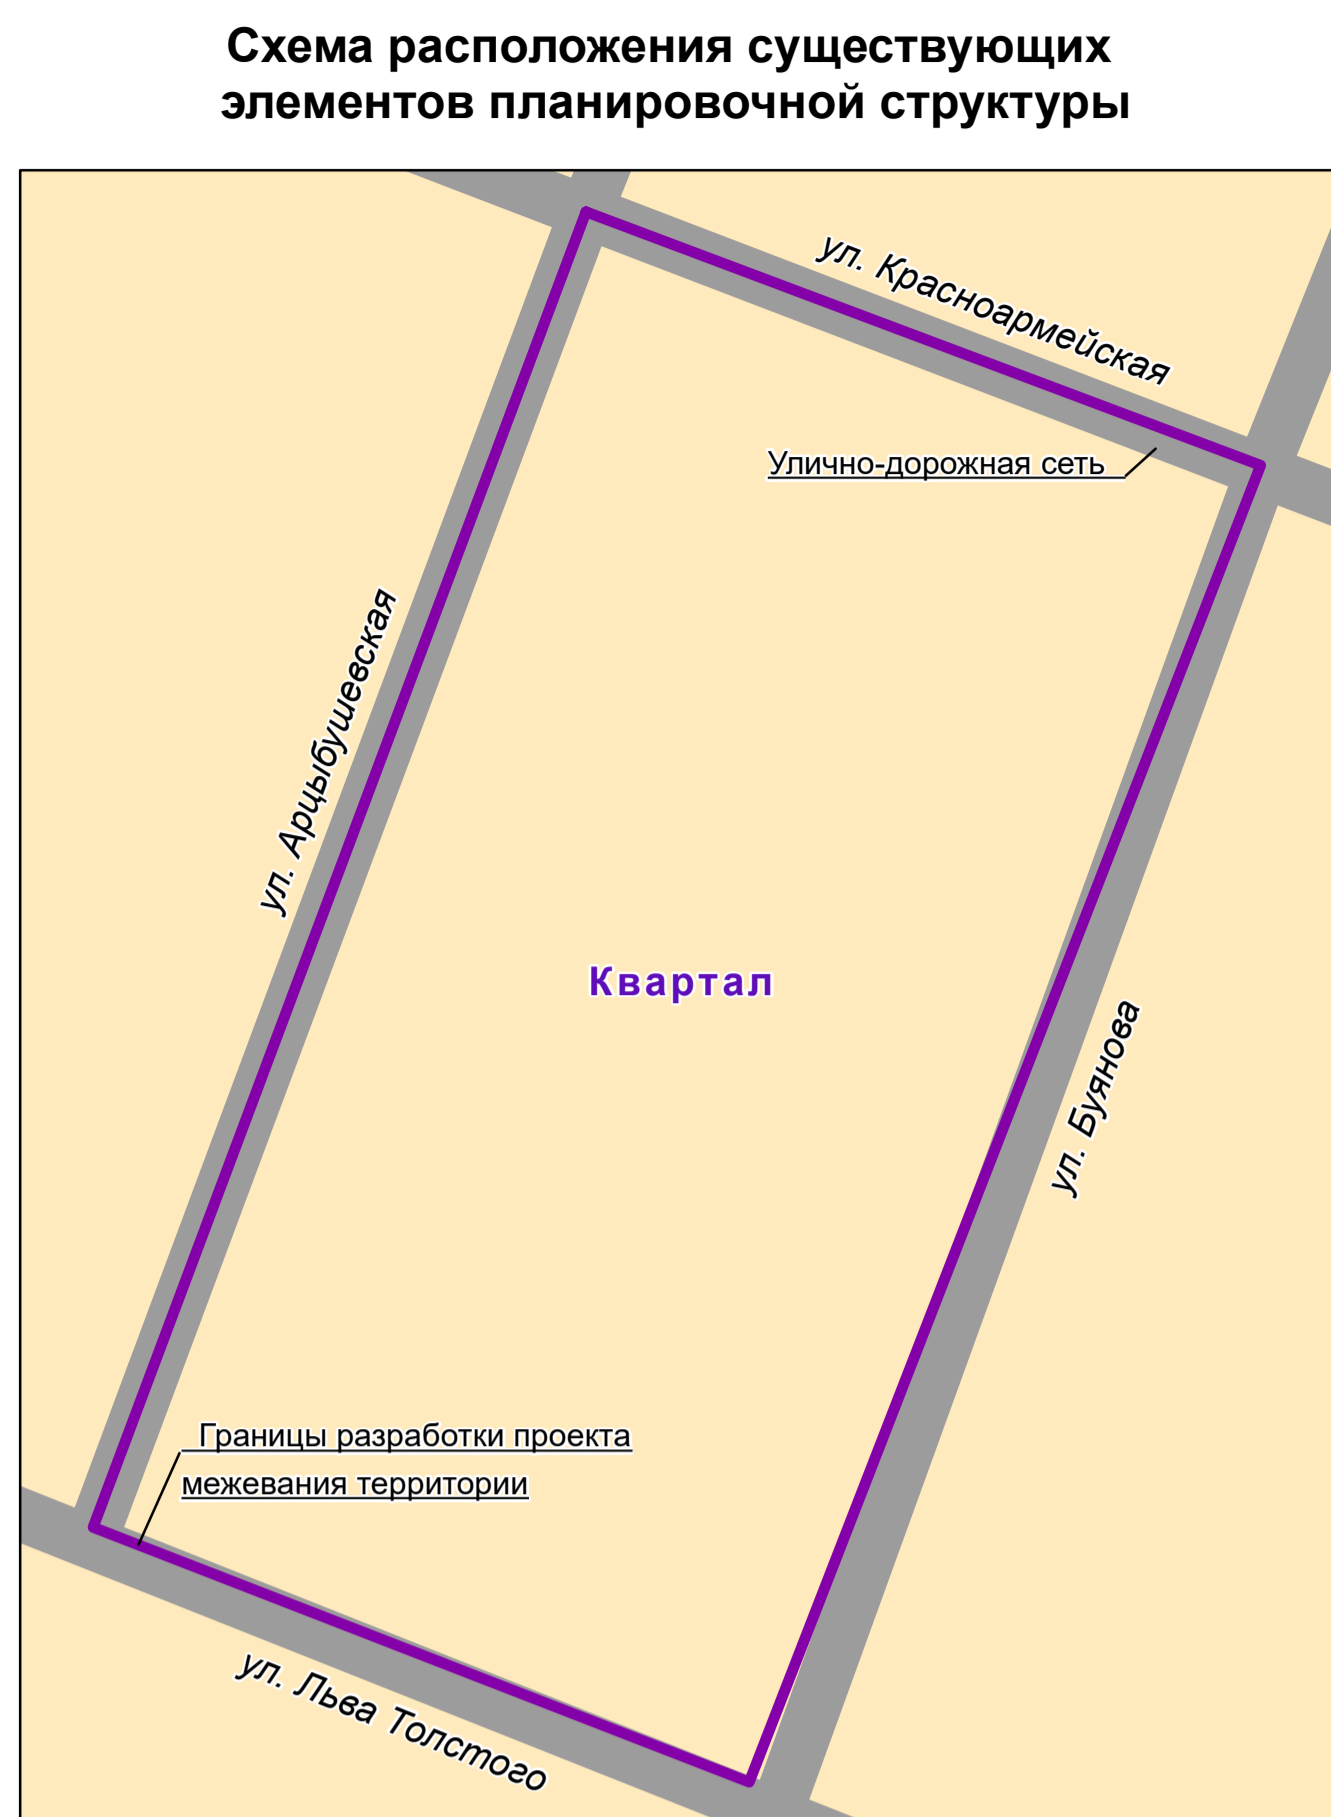 Схема расположения существующих
элементов планировочной структуры
ул. Красноармейская
Улично-дорожная сеть
ул. Арцыбушевская
Квартал
ул. Буянова
Границы разработки проекта
межевания территории
ул. Льва Толстого